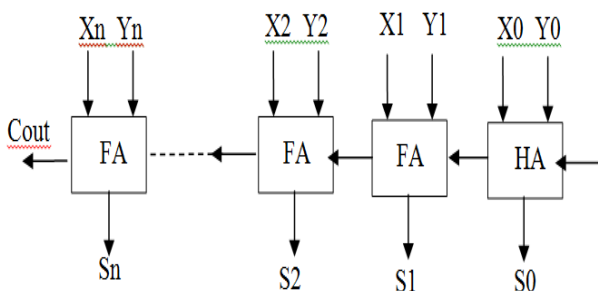 Xn Yn X2 Y2 X1 Y1 X0 Y0
Cout
FA FA FA HA
Sn S2 S1 S0